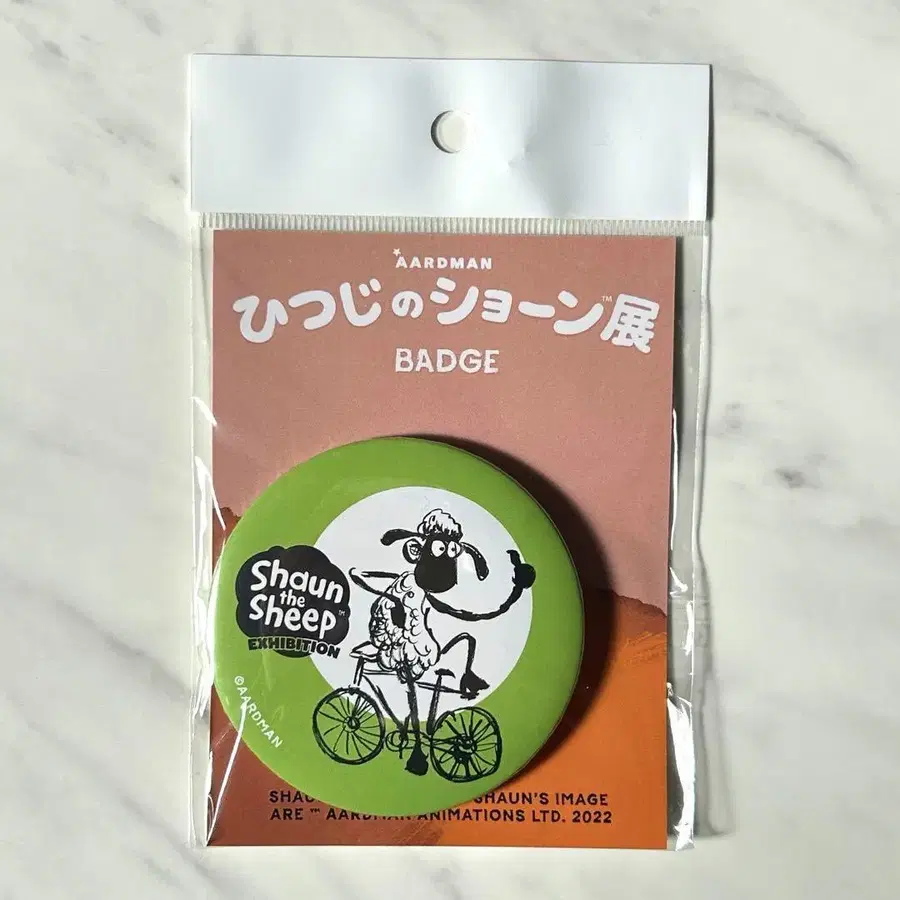 AARDMAN
ひつじのショーン™展
BADGE
Shaun
the
Sheep™
EXHIBITION
©AARDMAN
SHAUN'S IMAGE
ARE ™ AARDMAN ANIMATIONS LTD. 2022